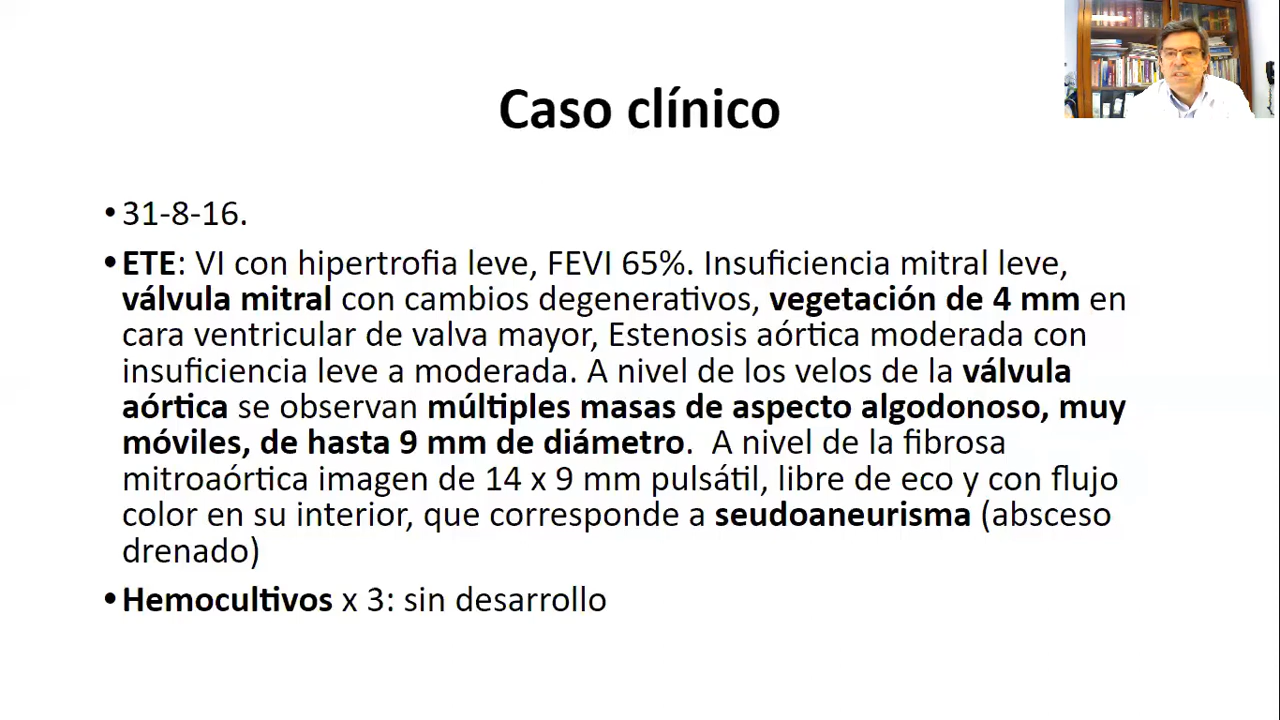 Caso clínico
• 31-8-16.
• ETE: VI con hipertrofia leve, FEVI 65%. Insuficiencia mitral leve,
válvula mitral con cambios degenerativos, vegetación de 4 mm en
cara ventricular de valva mayor, Estenosis aórtica moderada con
insuficiencia leve a moderada. A nivel de los velos de la válvula
aórtica se observan múltiples masas de aspecto algodonoso, muy
móviles, de hasta 9 mm de diámetro.  A nivel de la fibrosa
mitroaórtica imagen de 14 x 9 mm pulsátil, libre de eco y con flujo
color en su interior, que corresponde a seudoaneurisma (absceso
drenado)
• Hemocultivos x 3: sin desarrollo